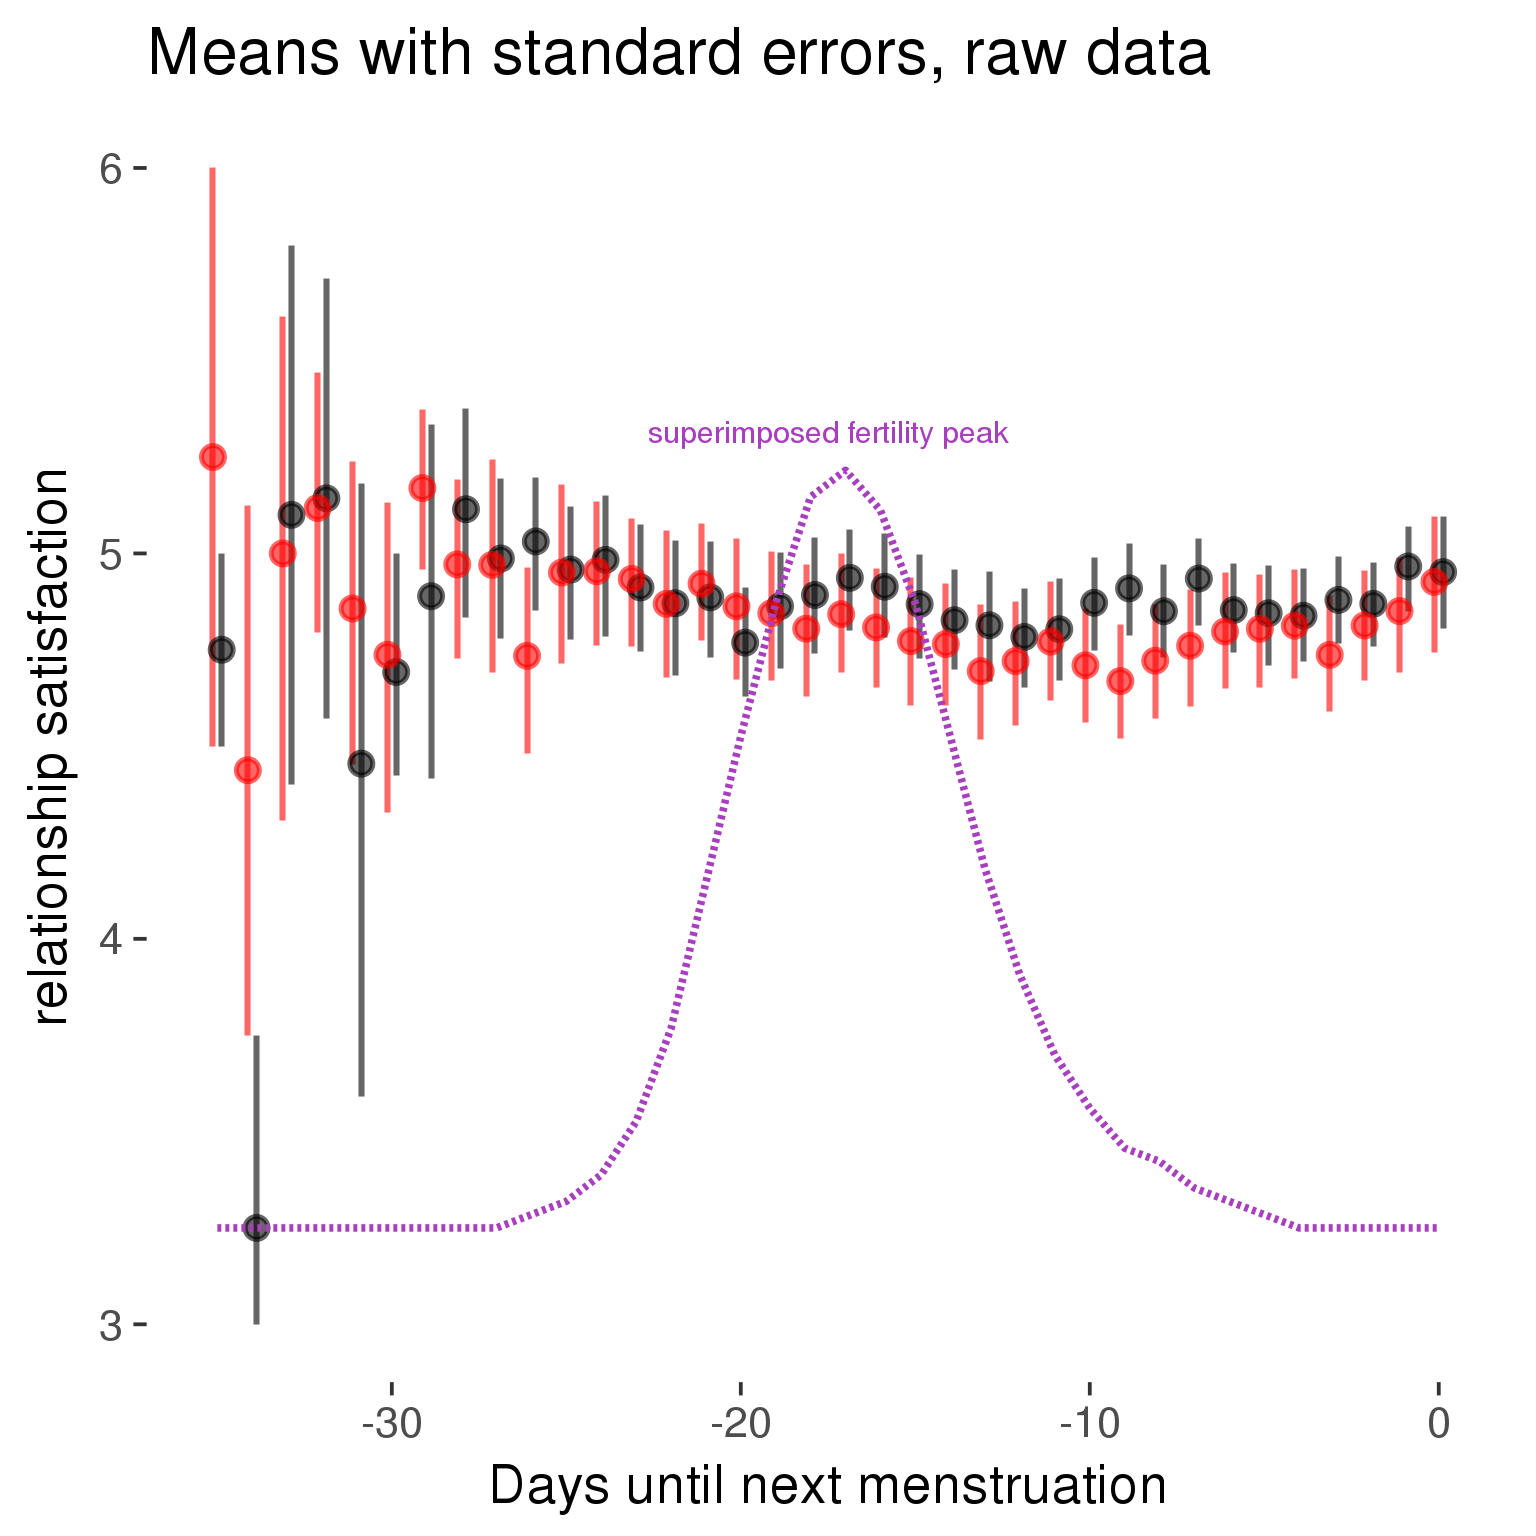 Means with standard errors, raw data
6
5
4
3
relationship satisfaction
superimposed fertility peak
-30
-20
-10
0
Days until next menstruation